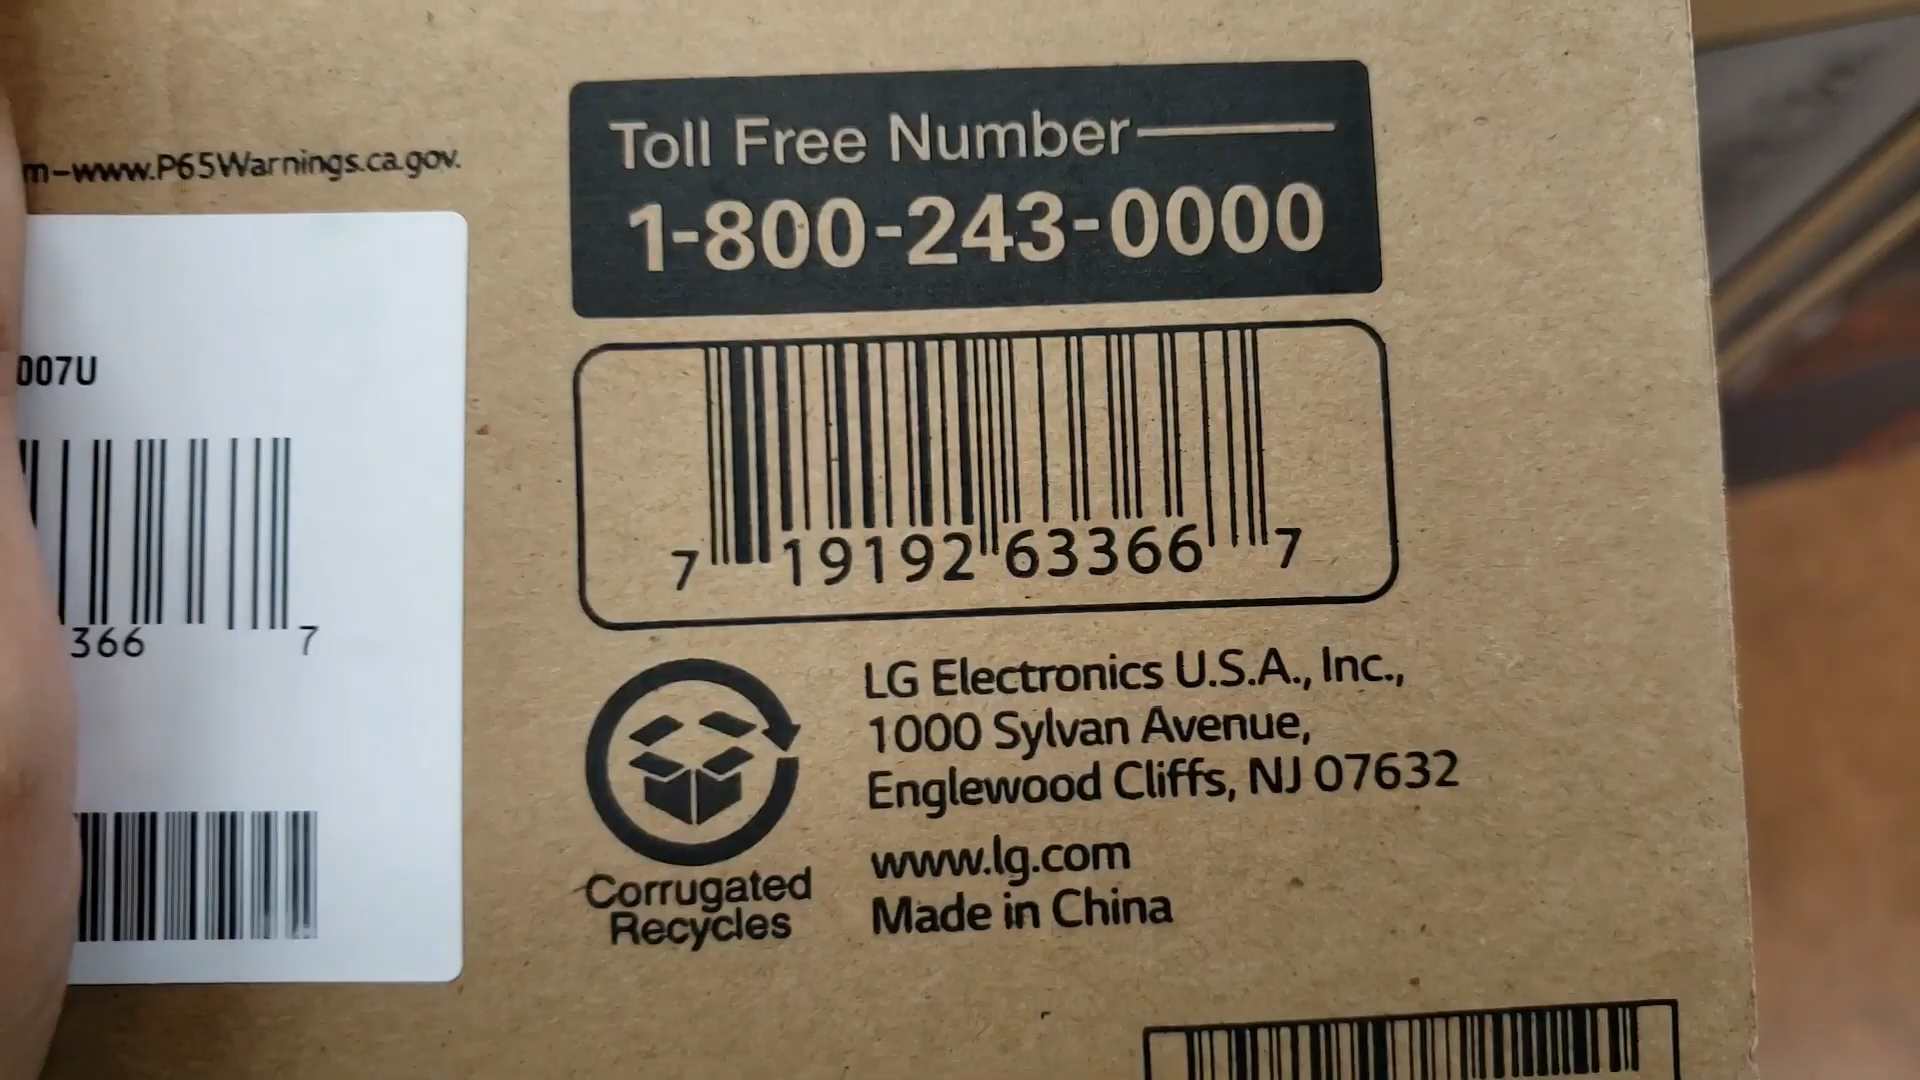 m-www.P65Warnings.ca.gov.
007U
366 7
Toll Free Number
1-800-243-0000
7 19192 63366 7
Corrugated
Recycles
LG Electronics U.S.A., Inc.,
1000 Sylvan Avenue,
Englewood Cliffs, NJ 07632
www.lg.com
Made in China